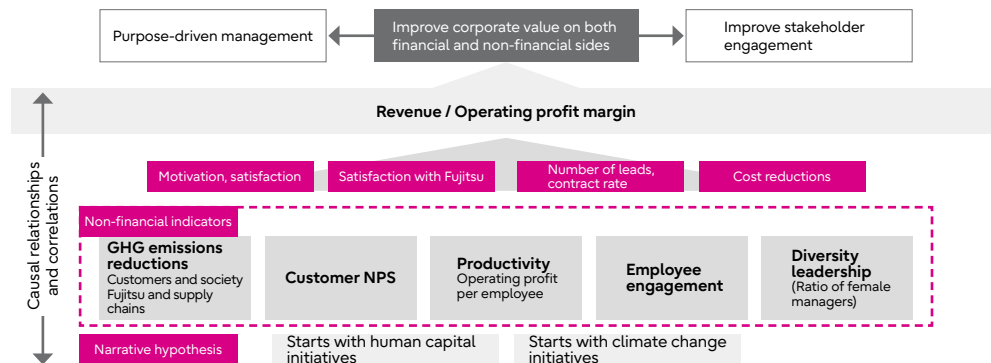 Purpose-driven management
Improve corporate value on both
financial and non-financial sides
Improve stakeholder
engagement
Revenue / Operating profit margin
Causal relationships
and correlations
Motivation, satisfaction
Satisfaction with Fujitsu
Number of leads,
contract rate
Cost reductions
Non-financial indicators
GHG emissions
reductions
Customers and society
Fujitsu and supply
chains
Customer NPS
Productivity
Operating profit
per employee
Employee
engagement
Diversity
leadership
(Ratio of female
managers)
Narrative hypothesis
Starts with human capital
initiatives
Starts with climate change
initiatives